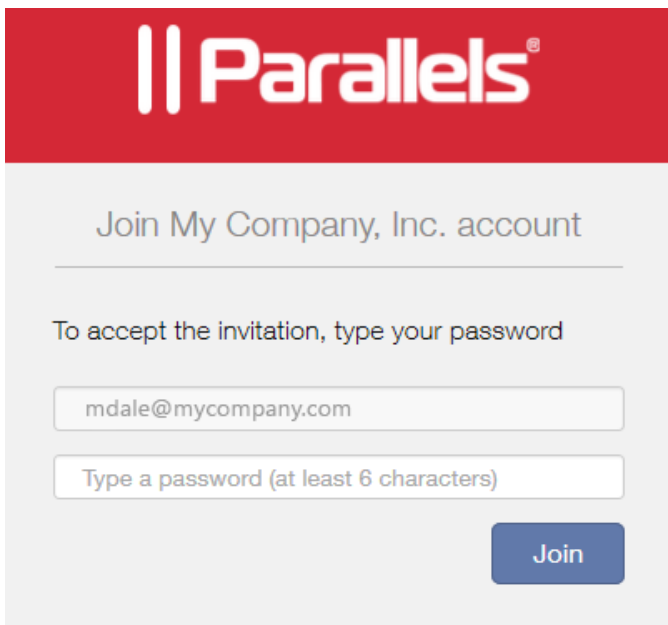 Parallels®
Join My Company, Inc. account
To accept the invitation, type your password
mdale@mycompany.com
Type a password (at least 6 characters)
Join